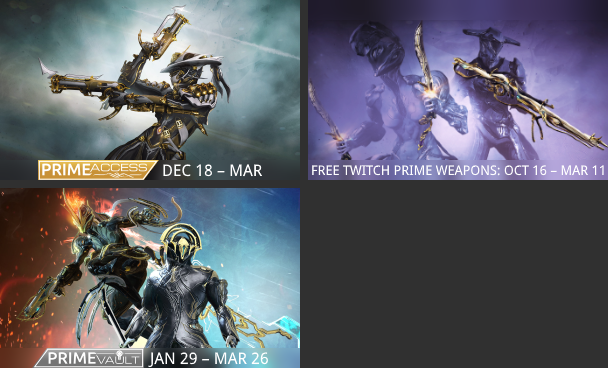 PRIMEACCESS DEC 18 – MAR
FREE TWITCH PRIME WEAPONS: OCT 16 – MAR 11
PRIMEVAULT JAN 29 – MAR 26